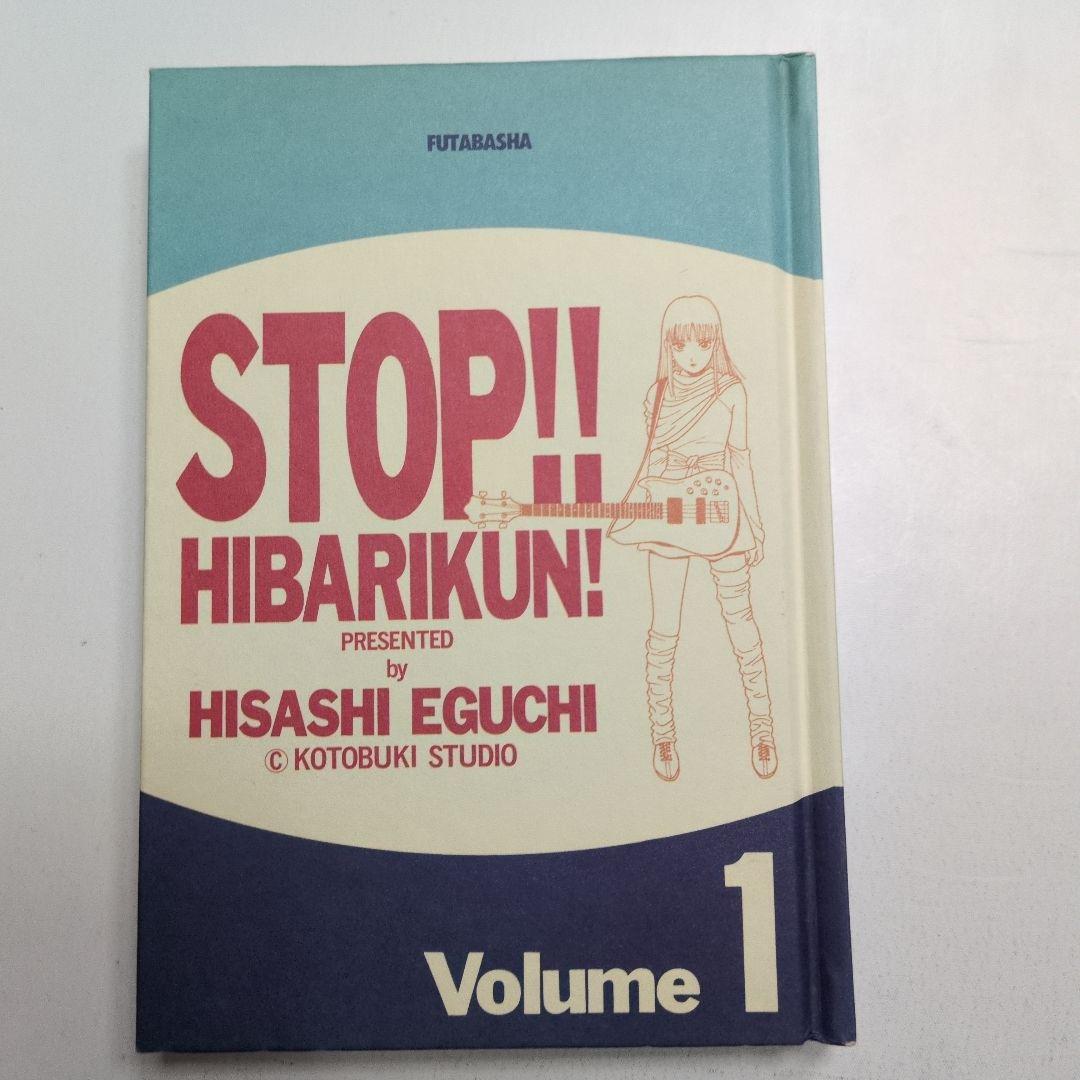 FUTABASHA
STOP!!
HIBARIKUN!
PRESENTED
by
HISASHI EGUCHI
© KOTOBUKI STUDIO
Volume 1